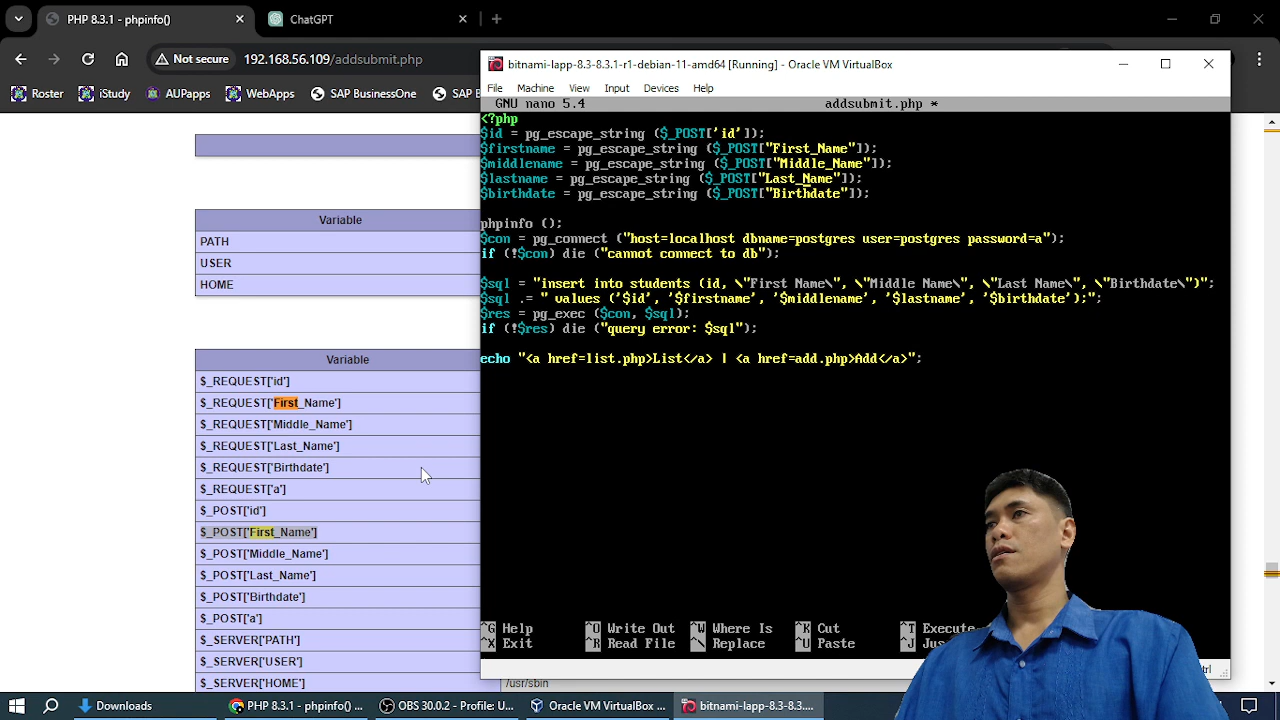 PHP 8.3.1 - phpinfo()
ChatGPT
Not secure
192.168.56.109/addsubmit.php
Roster
iStudy
AUPapps
WebApps
SAP BusinessOne
SAP B
bitnami-lapp-8.3-8.3.1-r1-debian-11-amd64 [Running] - Oracle VM VirtualBox
File Machine View Input Devices Help
GNU nano 5.4 addsubmit.php *
<?php
$id = pg_escape_string ($_POST['id']);
$firstname = pg_escape_string ($_POST["First_Name"]);
$middlename = pg_escape_string ($_POST["Middle_Name"]);
$lastname = pg_escape_string ($_POST["Last_Name"]);
$birthdate = pg_escape_string ($_POST["Birthdate"]);
phpinfo ();
$con = pg_connect ("host=localhost dbname=postgres user=postgres password=a");
if (!$con) die ("cannot connect to db");
$sql = "insert into students (id, \"First Name\", \"Middle Name\", \"Last Name\", \"Birthdate\")";
$sql .= " values ('$id', '$firstname', '$middlename', '$lastname', '$birthdate');";
$res = pg_exec ($con, $sql);
if (!$res) die ("query error: $sql");
echo "<a href=list.php>List</a> | <a href=add.php>Add</a>";
^G Help ^O Write Out ^W Where Is ^K Cut ^T Execute
^X Exit ^R Read File ^\ Replace ^U Paste ^J Jus
Variable
PATH
USER
HOME
Variable
$_REQUEST['id']
$_REQUEST['First_Name']
$_REQUEST['Middle_Name']
$_REQUEST['Last_Name']
$_REQUEST['Birthdate']
$_REQUEST['a']
$_POST['id']
$_POST['First_Name']
$_POST['Middle_Name']
$_POST['Last_Name']
$_POST['Birthdate']
$_POST['a']
$_SERVER['PATH']
$_SERVER['USER']
$_SERVER['HOME']
/usr/sbin
Downloads
PHP 8.3.1 - phpinfo() ...
OBS 30.0.2 - Profile: U...
Oracle VM VirtualBox ...
bitnami-lapp-8.3-8.3....